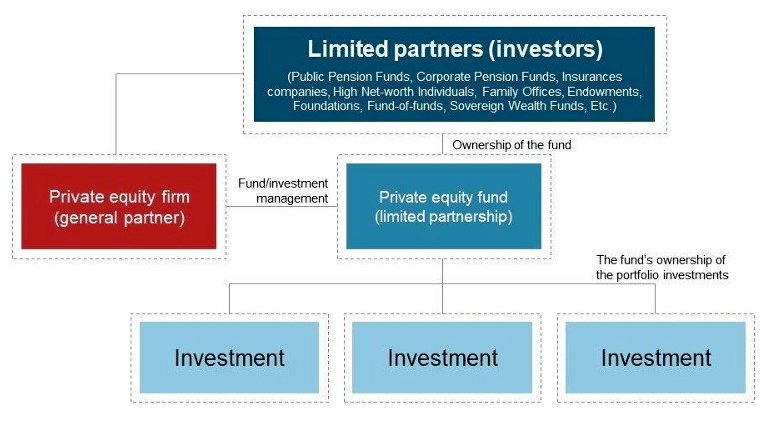 Limited partners (investors)
(Public Pension Funds, Corporate Pension Funds, Insurances
companies, High Net-worth Individuals, Family Offices, Endowments,
Foundations, Fund-of-funds, Sovereign Wealth Funds, Etc.)
Ownership of the fund
Private equity firm
(general partner)
Fund/investment
management
Private equity fund
(limited partnership)
The fund's ownership of
the portfolio investments
Investment
Investment
Investment